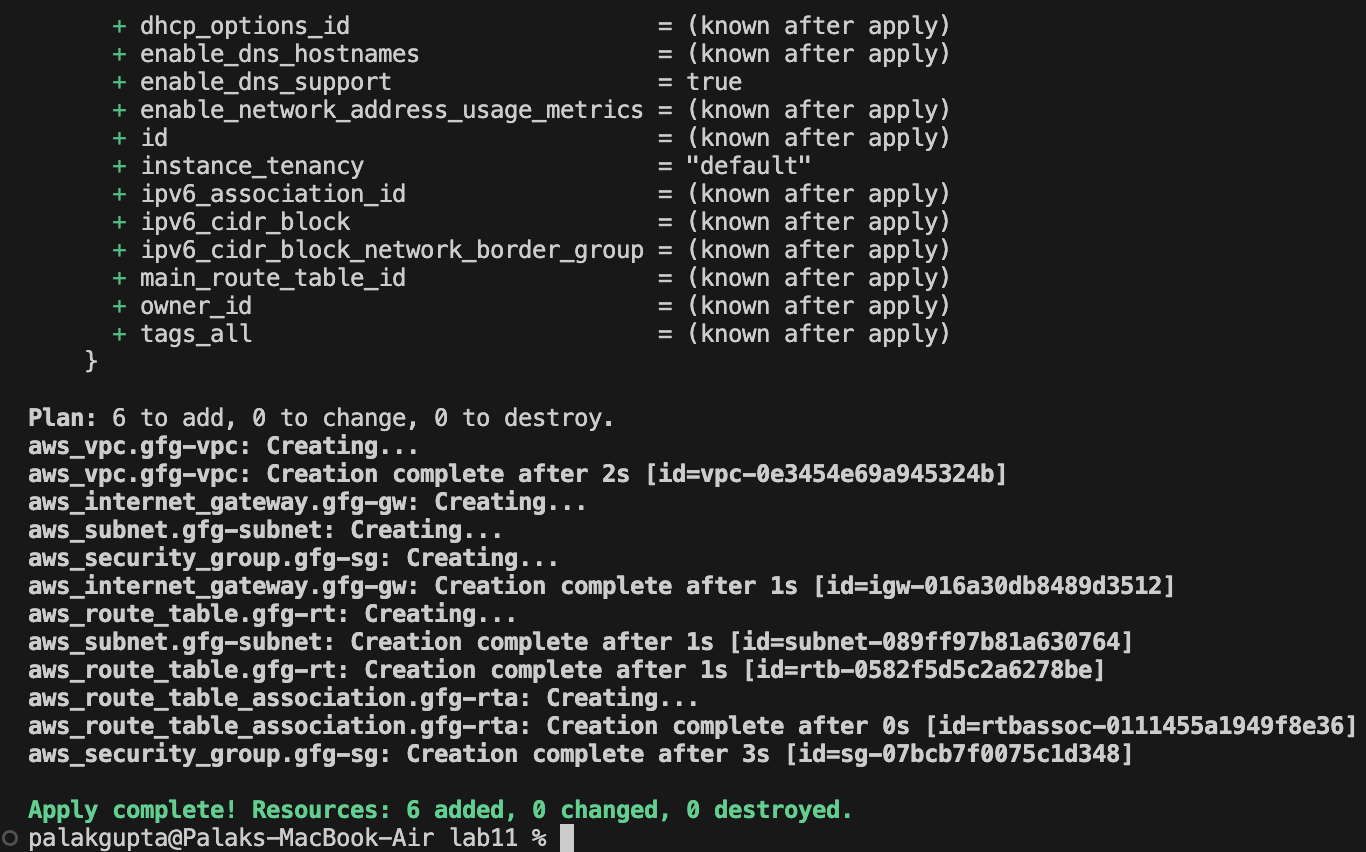 + dhcp_options_id                      = (known after apply)
+ enable_dns_hostnames                 = (known after apply)
+ enable_dns_support                   = true
+ enable_network_address_usage_metrics = (known after apply)
+ id                                   = (known after apply)
+ instance_tenancy                     = "default"
+ ipv6_association_id                  = (known after apply)
+ ipv6_cidr_block                      = (known after apply)
+ ipv6_cidr_block_network_border_group = (known after apply)
+ main_route_table_id                  = (known after apply)
+ owner_id                             = (known after apply)
+ tags_all                             = (known after apply)
}
Plan: 6 to add, 0 to change, 0 to destroy.
aws_vpc.gfg-vpc: Creating...
aws_vpc.gfg-vpc: Creation complete after 2s [id=vpc-0e3454e69a945324b]
aws_internet_gateway.gfg-gw: Creating...
aws_subnet.gfg-subnet: Creating...
aws_security_group.gfg-sg: Creating...
aws_internet_gateway.gfg-gw: Creation complete after 1s [id=igw-016a30db8489d3512]
aws_route_table.gfg-rt: Creating...
aws_subnet.gfg-subnet: Creation complete after 1s [id=subnet-089ff97b81a630764]
aws_route_table.gfg-rt: Creation complete after 1s [id=rtb-0582f5d5c2a6278be]
aws_route_table_association.gfg-rta: Creating...
aws_route_table_association.gfg-rta: Creation complete after 0s [id=rtbassoc-0111455a1949f8e36]
aws_security_group.gfg-sg: Creation complete after 3s [id=sg-07bcb7f0075c1d348]
Apply complete! Resources: 6 added, 0 changed, 0 destroyed.
palakgupta@Palaks-MacBook-Air lab11 %